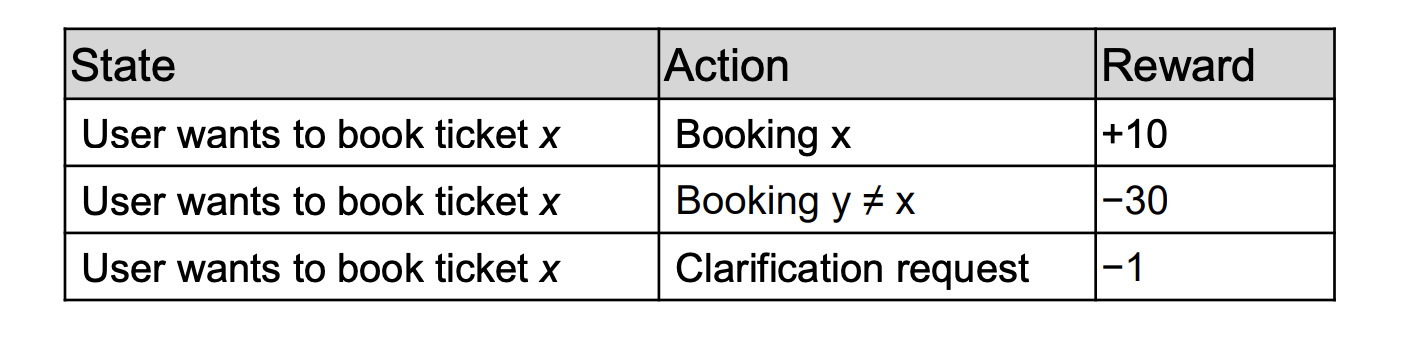 State Action Reward
User wants to book ticket x Booking x +10
User wants to book ticket x Booking y ≠ x −30
User wants to book ticket x Clarification request −1